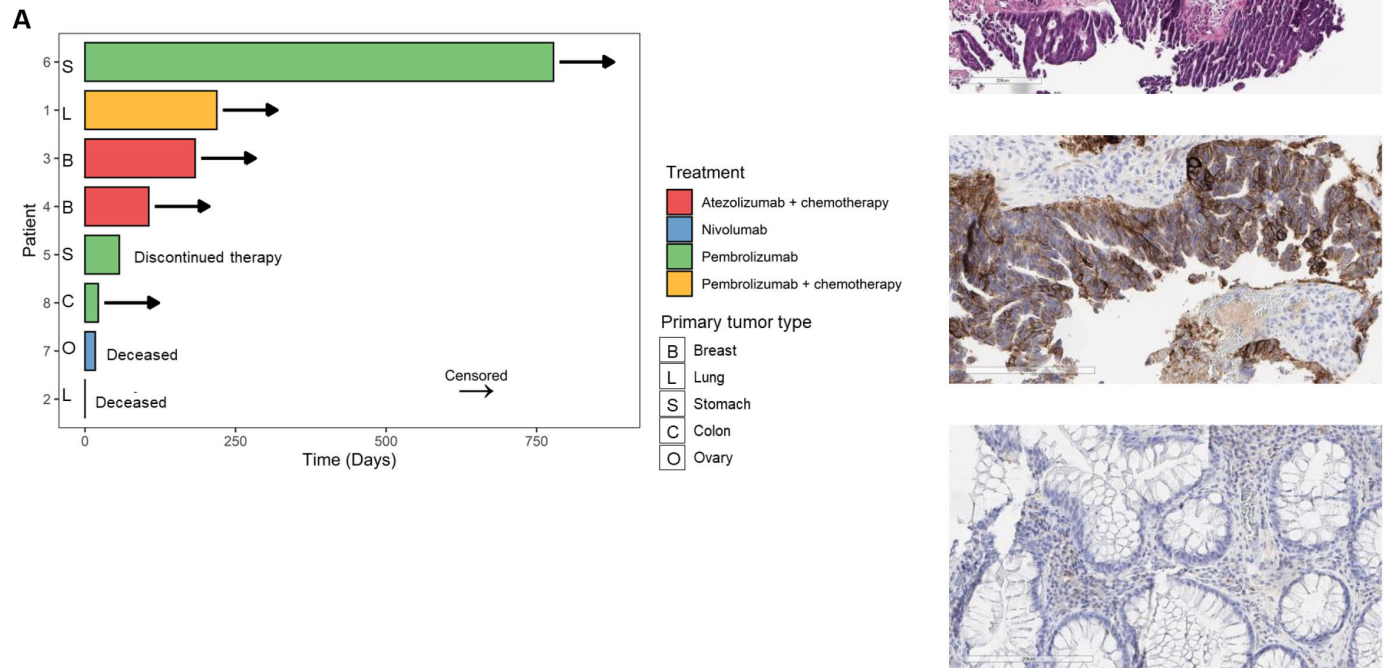 A
6 S
1 L
3 B
4 B
5 S Discontinued therapy
8 C
7 O Deceased
2 L Deceased
Patient
Censored
0 250 500 750
Time (Days)
Treatment
Atezolizumab + chemotherapy
Nivolumab
Pembrolizumab
Pembrolizumab + chemotherapy
Primary tumor type
B Breast
L Lung
S Stomach
C Colon
O Ovary